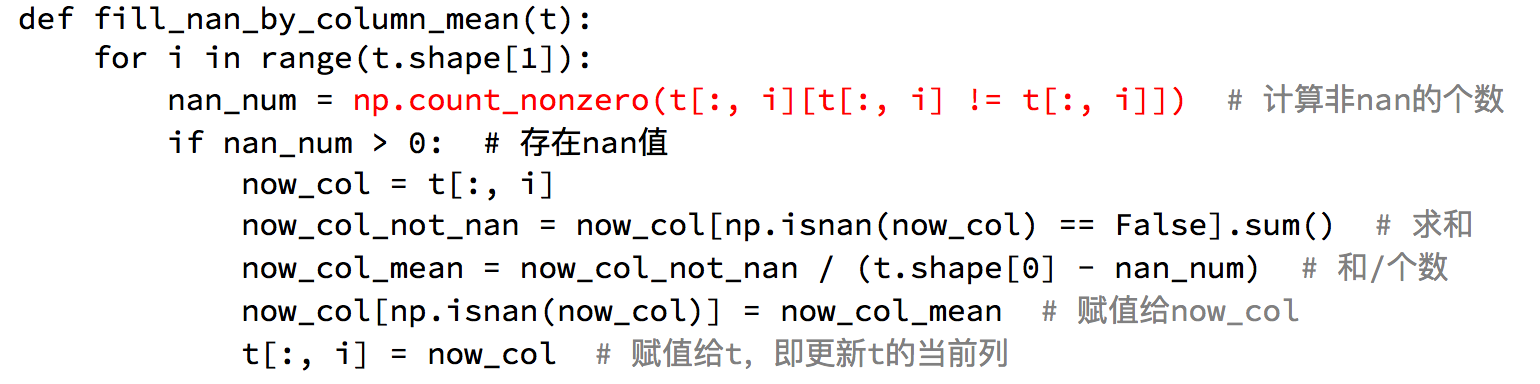 def fill_nan_by_column_mean(t):
    for i in range(t.shape[1]):
        nan_num = np.count_nonzero(t[:, i][t[:, i] != t[:, i]])  # 计算非nan的个数
        if nan_num > 0:  # 存在nan值
            now_col = t[:, i]
            now_col_not_nan = now_col[np.isnan(now_col) == False].sum()  # 求和
            now_col_mean = now_col_not_nan / (t.shape[0] - nan_num)  # 和/个数
            now_col[np.isnan(now_col)] = now_col_mean  # 赋值给now_col
            t[:, i] = now_col  # 赋值给t，即更新t的当前列